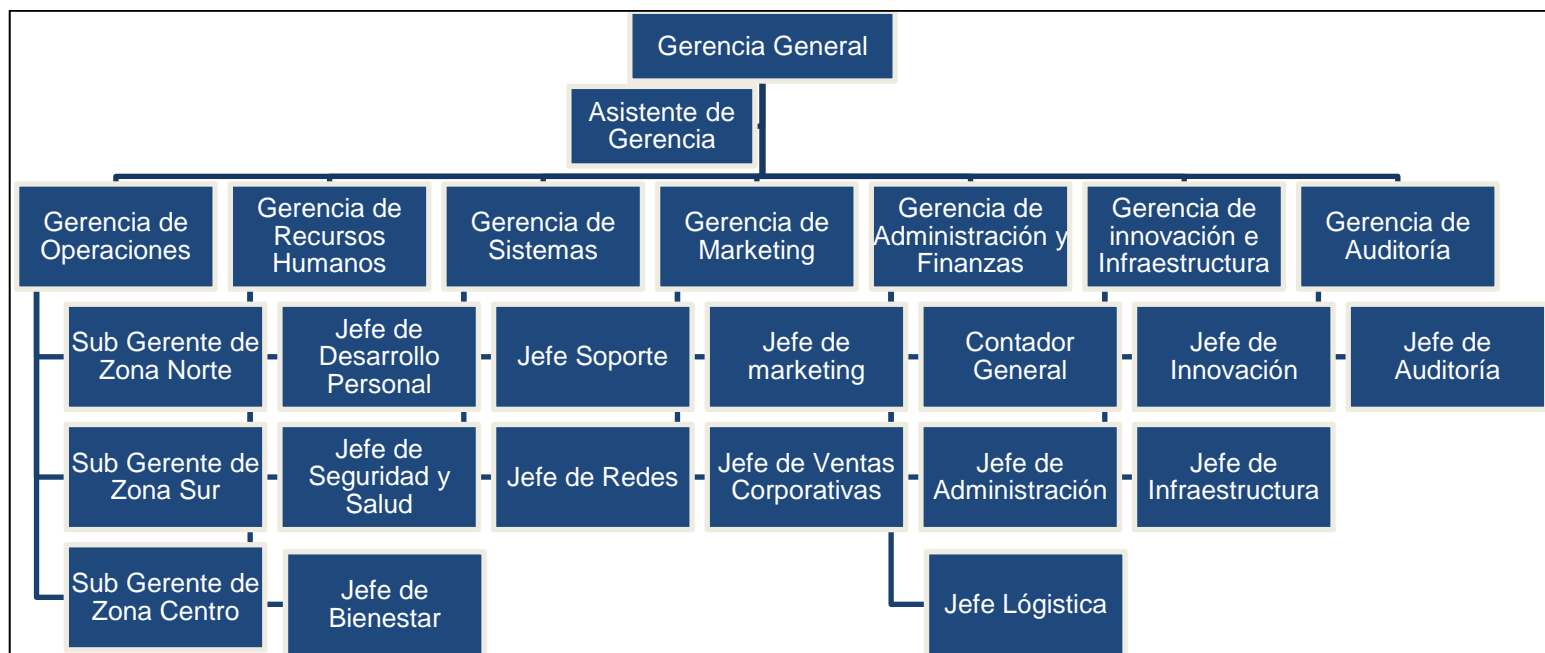 Gerencia General
Asistente de
Gerencia
Gerencia de
Operaciones
Gerencia de
Recursos
Humanos
Gerencia de
Sistemas
Gerencia de
Marketing
Gerencia de
Administración y
Finanzas
Gerencia de
innovación e
Infraestructura
Gerencia de
Auditoría
Sub Gerente de
Zona Norte
Jefe de
Desarrollo
Personal
Jefe Soporte
Jefe de
marketing
Contador
General
Jefe de
Innovación
Jefe de
Auditoría
Sub Gerente de
Zona Sur
Jefe de
Seguridad y
Salud
Jefe de Redes
Jefe de Ventas
Corporativas
Jefe de
Administración
Jefe de
Infraestructura
Sub Gerente de
Zona Centro
Jefe de
Bienestar
Jefe Lógistica